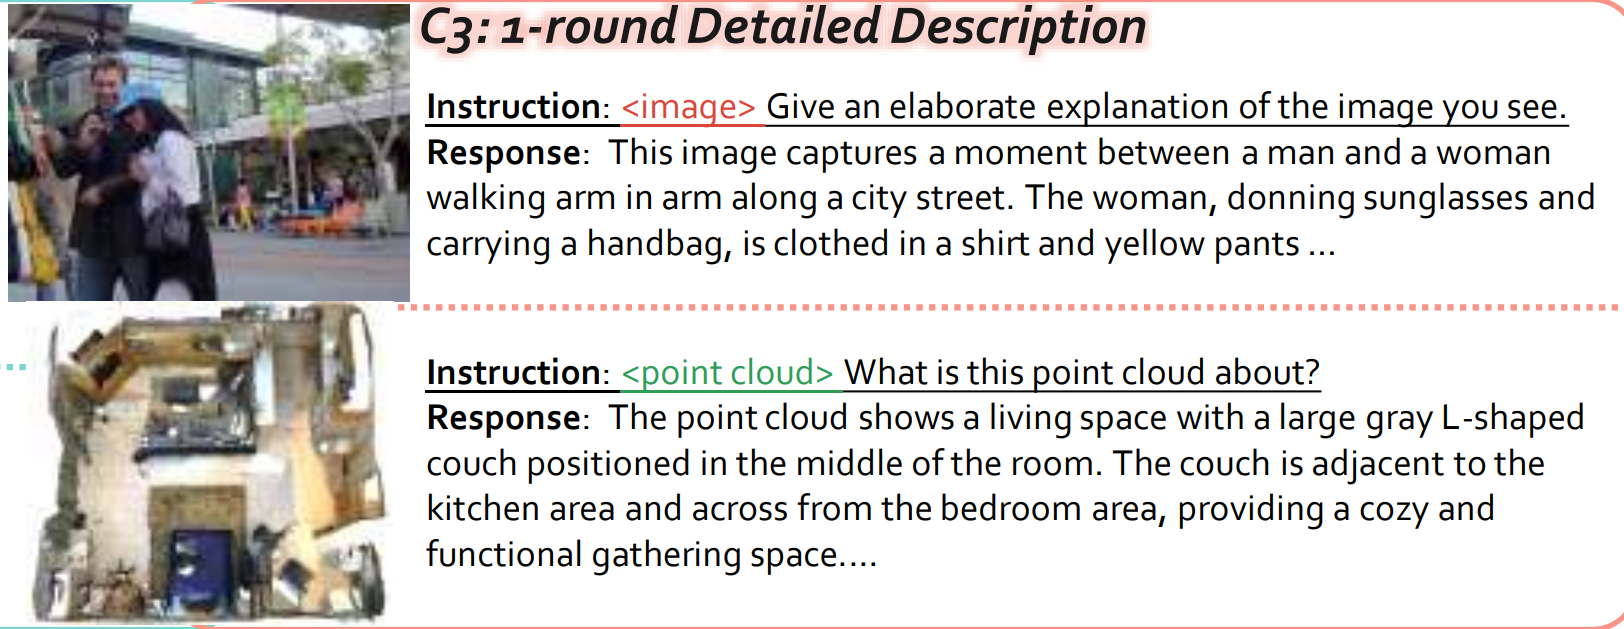 C3: 1-round Detailed Description
Instruction: <image> Give an elaborate explanation of the image you see.
Response: This image captures a moment between a man and a woman
walking arm in arm along a city street. The woman, donning sunglasses and
carrying a handbag, is clothed in a shirt and yellow pants ...
Instruction: <point cloud> What is this point cloud about?
Response: The point cloud shows a living space with a large gray L-shaped
couch positioned in the middle of the room. The couch is adjacent to the
kitchen area and across from the bedroom area, providing a cozy and
functional gathering space....